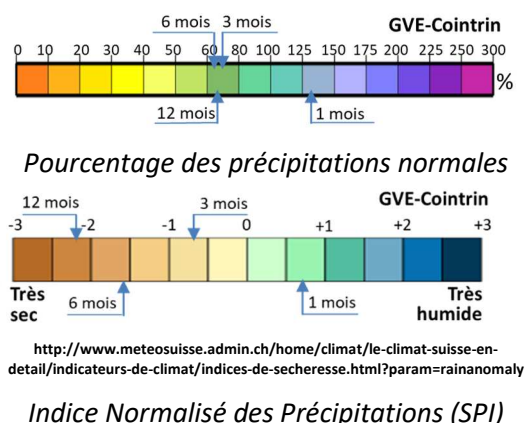 6 mois 3 mois GVE-Cointrin
0 10 20 30 40 50 60 80 100 125 150 200 225 250 300
%
12 mois 1 mois
Pourcentage des précipitations normales
GVE-Cointrin
12 mois 3 mois
-3 -2 -1 0 +1 +2 +3
Très sec 6 mois 1 mois Très humide
http://www.meteosuisse.admin.ch/home/climat/le-climat-suisse-en-
detail/indicateurs-de-climat/indices-de-secheresse.html?param=rainanomaly
Indice Normalisé des Précipitations (SPI)